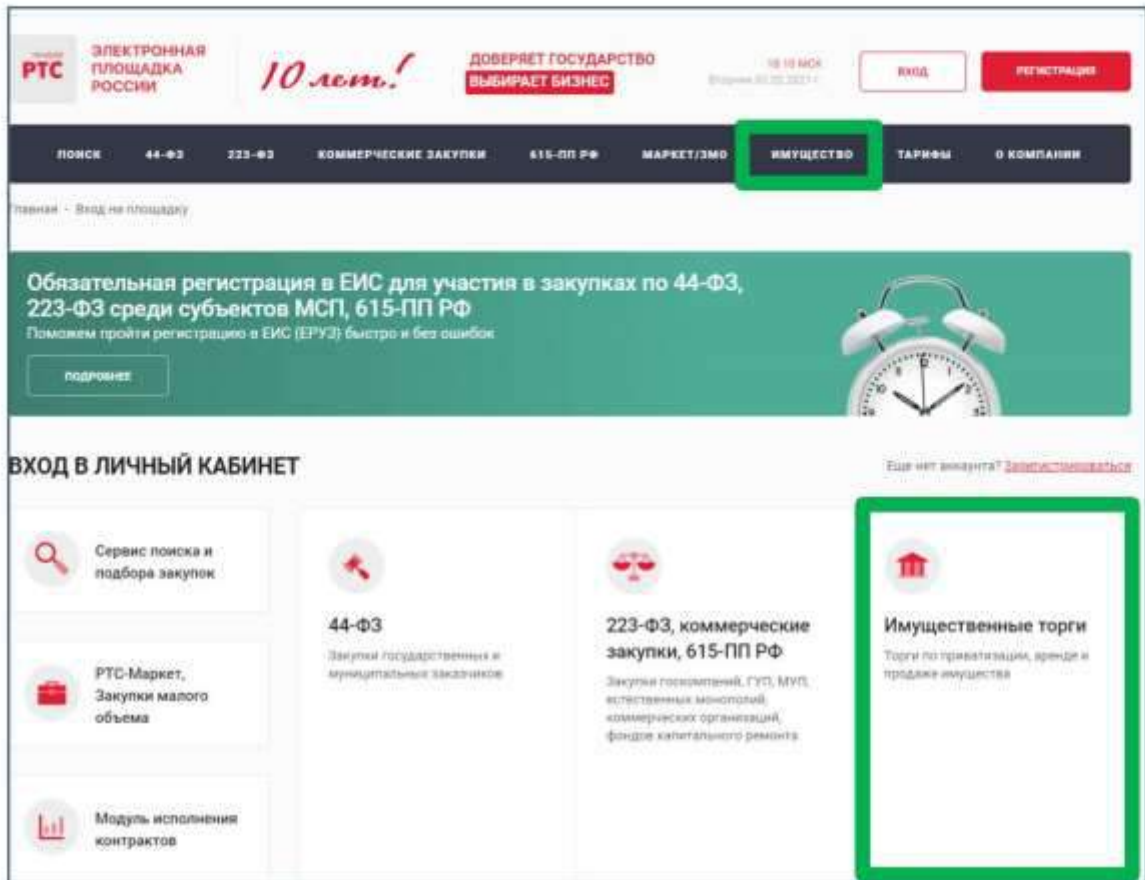 РТС
ЭЛЕКТРОННАЯ
ПЛОЩАДКА
РОССИИ
10 лет!
ДОВЕРЯЕТ ГОСУДАРСТВО
ВЫБИРАЕТ БИЗНЕС
ВХОД
РЕГИСТРАЦИЯ
ПОИСК 44-ФЗ 223-ФЗ КОММЕРЧЕСКИЕ ЗАКУПКИ 615-ПП РФ МАРКЕТ/ЗМО ИМУЩЕСТВО ТАРИФЫ О КОМПАНИИ
Главная - Вход на площадку
Обязательная регистрация в ЕИС для участия в закупках по 44-ФЗ,
223-ФЗ среди субъектов МСП, 615-ПП РФ
Поможем пройти регистрацию в ЕИС (ЕРУЗ) быстро и без ошибок
ПОДРОБНЕЕ
ВХОД В ЛИЧНЫЙ КАБИНЕТ
Еще нет аккаунта? Зарегистрироваться
Сервис поиска и
подбора закупок
РТС-Маркет,
Закупки малого
объема
Модуль исполнения
контрактов
44-ФЗ
Закупки государственных и
муниципальных заказчиков
223-ФЗ, коммерческие
закупки, 615-ПП РФ
Закупки госкомпаний, ГУП, МУП,
естественных монополий,
коммерческих организаций,
фондов капитального ремонта
Имущественные торги
Торги по приватизации, аренде и
продаже имущества